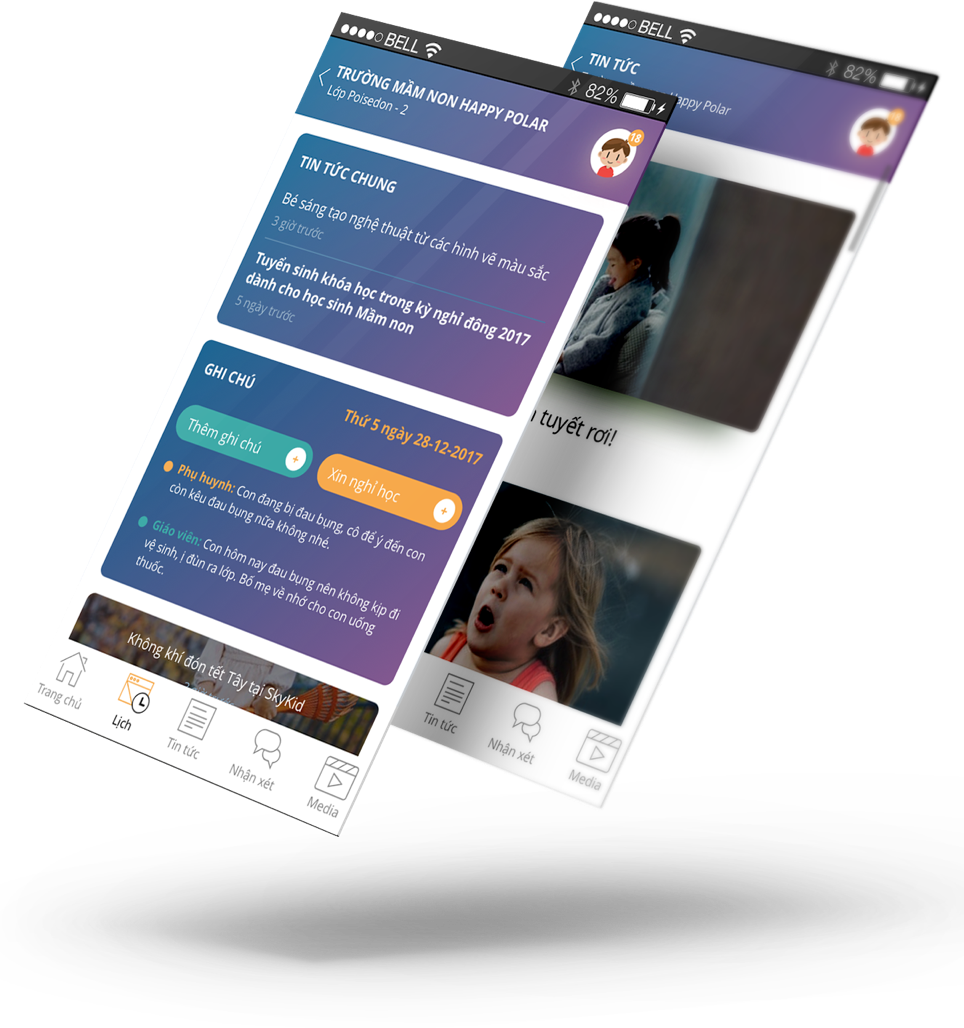 BELL
82%
TRƯỜNG MẦM NON HAPPY POLAR
Lớp Poisedon - 2
18
TIN TỨC CHUNG
Bé sáng tạo nghệ thuật từ các hình vẽ màu sắc
3 giờ trước
Tuyển sinh khóa học trong kỳ nghỉ đông 2017
dành cho học sinh Mầm non
5 ngày trước
GHI CHÚ
Thứ 5 ngày 28-12-2017
Thêm ghi chú +
Xin nghỉ học +
Phụ huynh: Con đang bị đau bụng, cô để ý đến con
còn kêu đau bụng nữa không nhé.
Giáo viên: Con hôm nay đau bụng nên không kịp đi
vệ sinh, ị đùn ra lớp. Bố mẹ về nhớ cho con uống
thuốc.
Không khí đón tết Tây tại SkyKid
Trang chủ
Lịch
Tin tức
Nhận xét
Media
BELL
82%
TIN TỨC
Happy Polar
18
tuyết rơi!
Tin tức
Nhận xét
Media